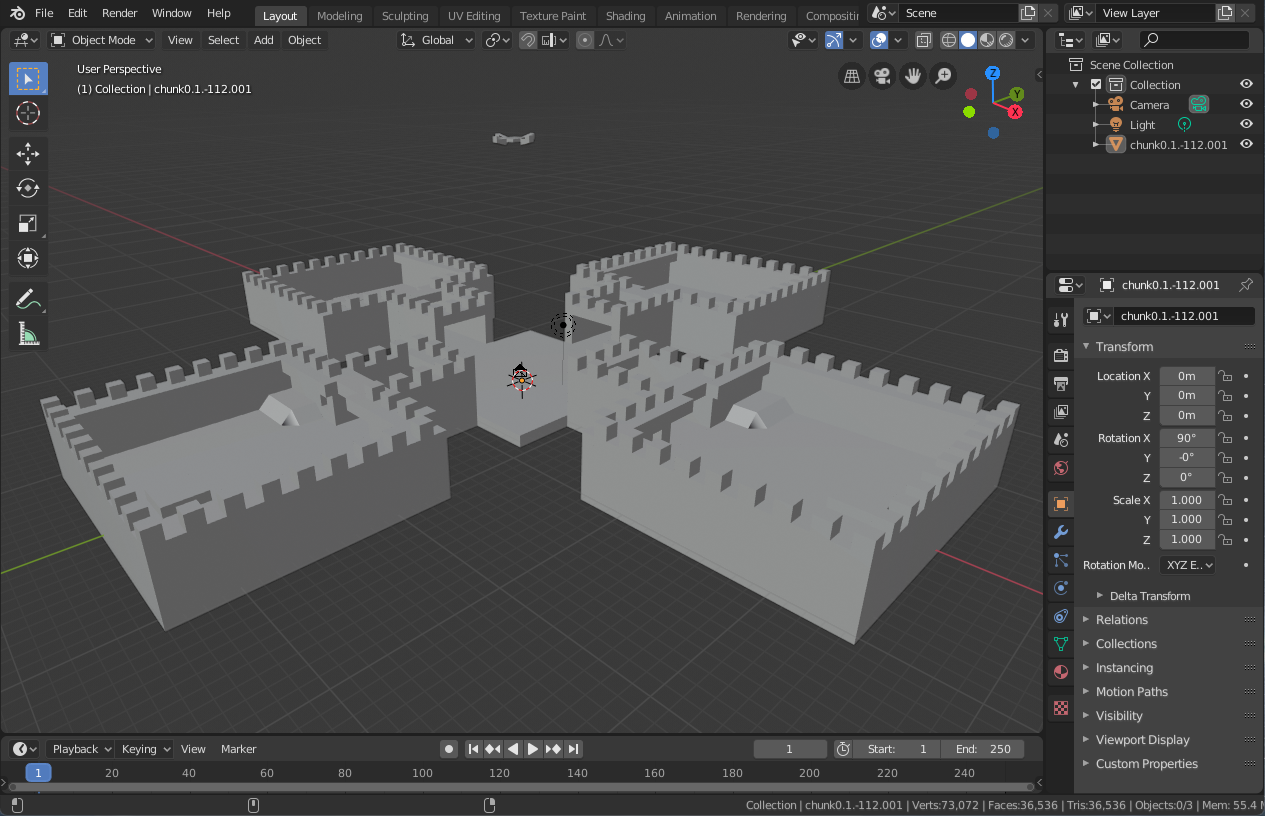 File Edit Render Window Help Layout Modeling Sculpting UV Editing Texture Paint Shading Animation Rendering Compositi Scene View Layer
Object Mode View Select Add Object Global
User Perspective
(1) Collection | chunk0.1.-112.001
Z
Y
X
Scene Collection
Collection
Camera
Light
chunk0.1.-112.001
chunk0.1.-112.001
chunk0.1.-112.001
Transform
Location X 0m
Y 0m
Z 0m
Rotation X 90°
Y -0°
Z 0°
Scale X 1.000
Y 1.000
Z 1.000
Rotation Mo.. XYZ E..
Delta Transform
Relations
Collections
Instancing
Motion Paths
Visibility
Viewport Display
Custom Properties
Playback Keying View Marker 1 Start: 1 End: 250
1 20 40 60 80 100 120 140 160 180 200 220 240
Collection | chunk0.1.-112.001 | Verts:73,072 | Faces:36,536 | Tris:36,536 | Objects:0/3 | Mem: 55.4